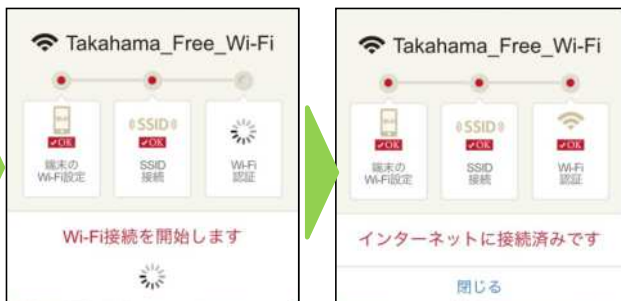 Takahama_Free_Wi-Fi
SSID
✓OK
✓OK
端末の
Wi-Fi設定
SSID
接続
Wi-Fi
認証
Wi-Fi接続を開始します
Takahama_Free_Wi-Fi
SSID
✓OK
✓OK
✓OK
端末の
Wi-Fi設定
SSID
接続
Wi-Fi
認証
インターネットに接続済みです
閉じる